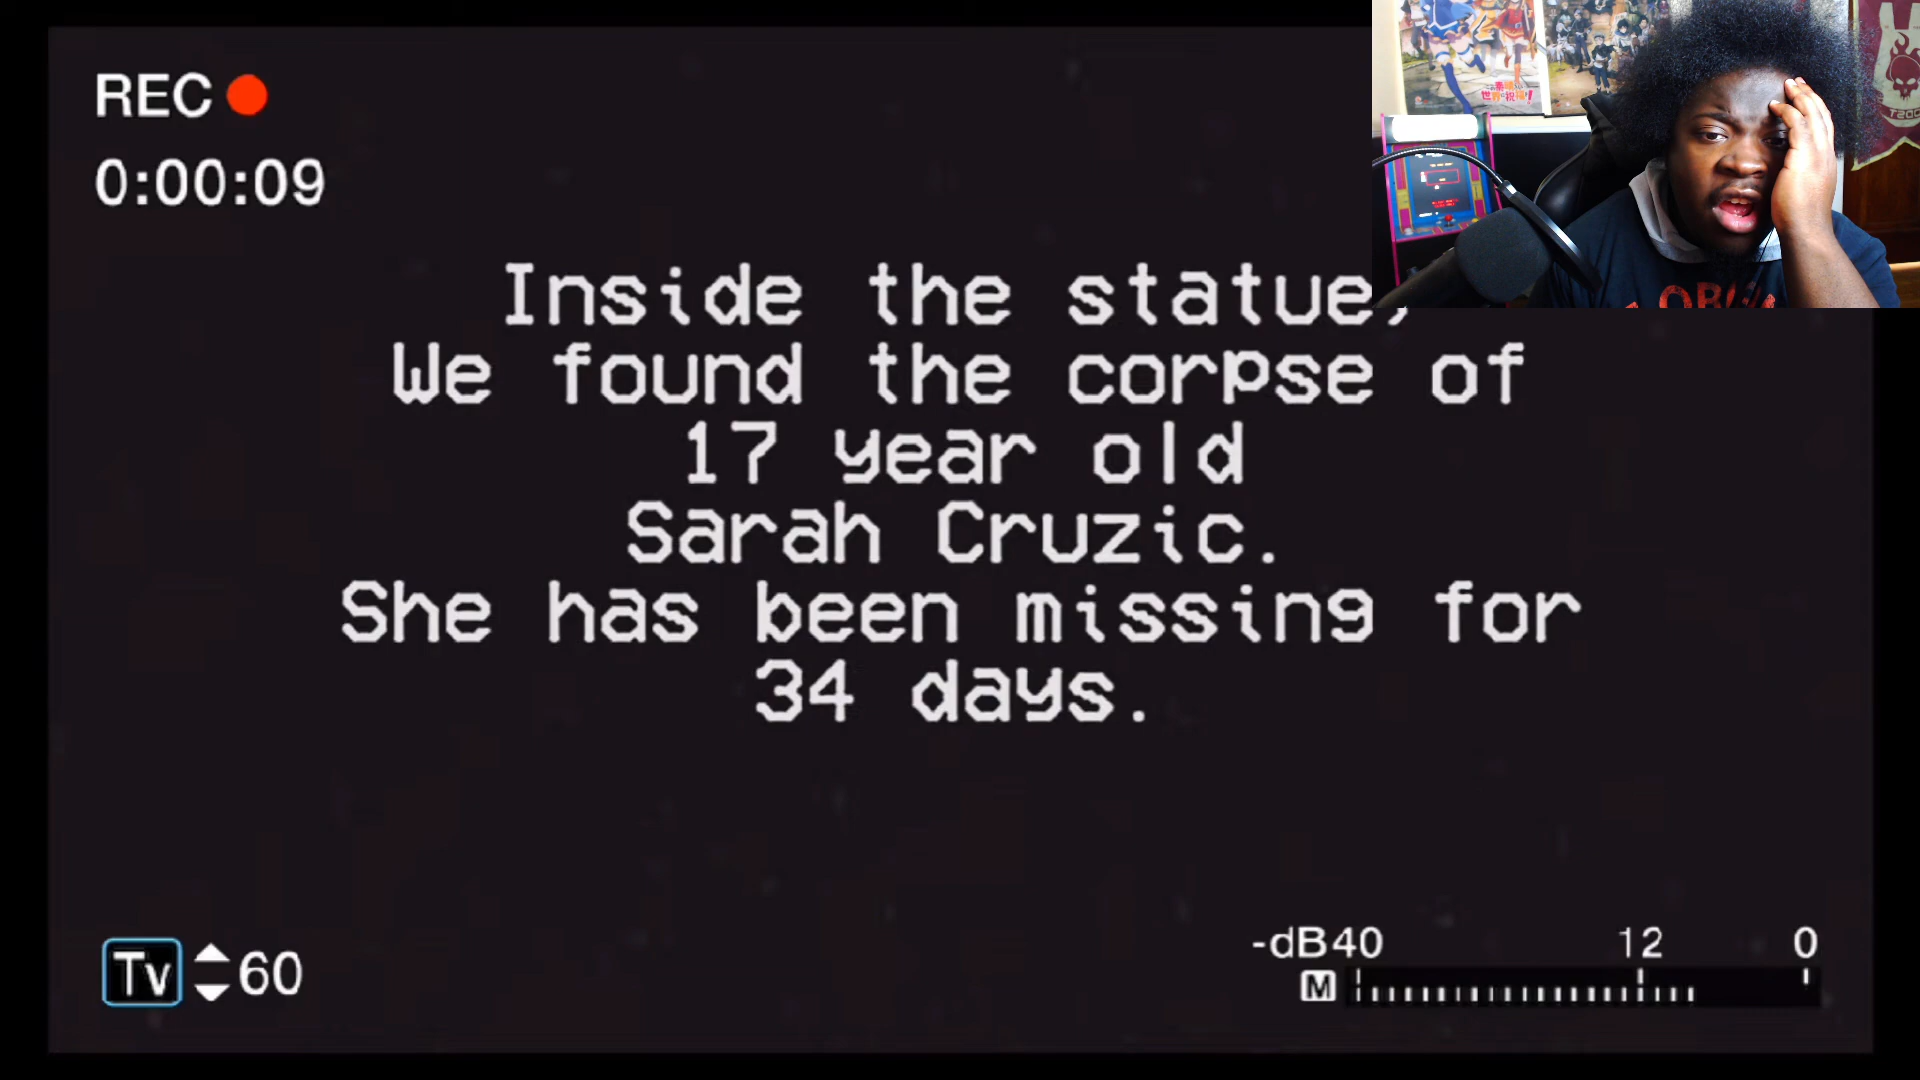 REC
0:00:09
Inside the statue,
We found the corpse of
17 year old
Sarah Cruzic.
She has been missing for
34 days.
Tv 60
-dB40 12 0
M